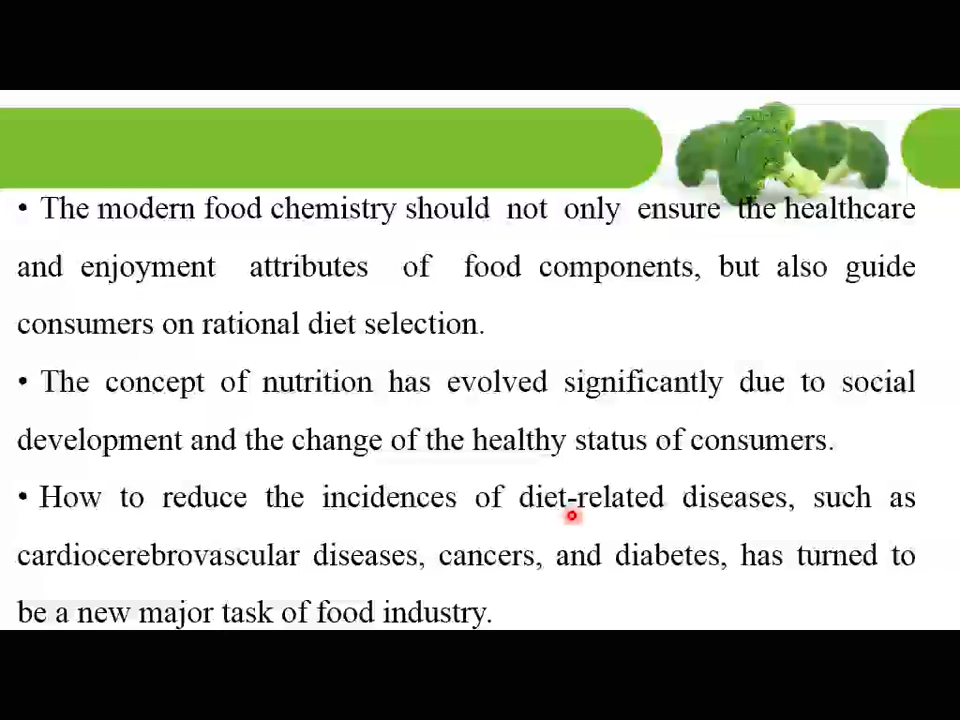 • The modern food chemistry should not only ensure the healthcare
and enjoyment attributes of food components, but also guide
consumers on rational diet selection.
• The concept of nutrition has evolved significantly due to social
development and the change of the healthy status of consumers.
• How to reduce the incidences of diet-related diseases, such as
cardiocerebrovascular diseases, cancers, and diabetes, has turned to
be a new major task of food industry.